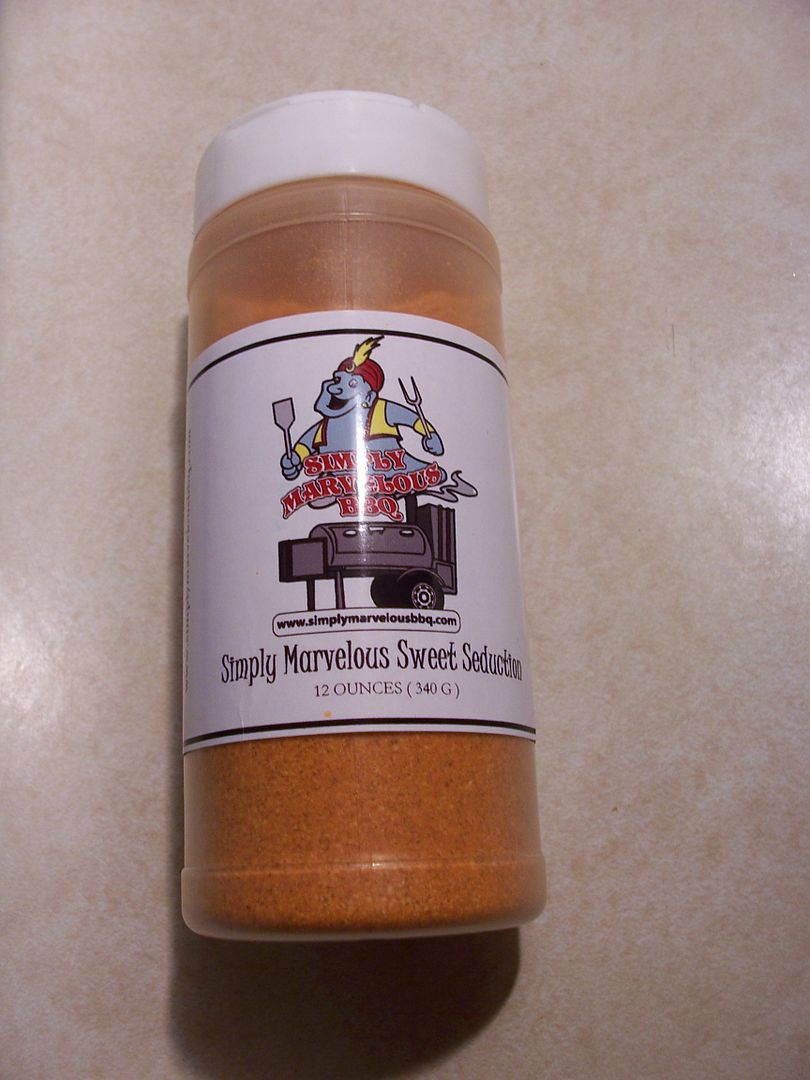 SIMPLY
MARVELOUS
BBQ
www.simplymarvelousbbq.com
Simply Marvelous Sweet Seduction
12 OUNCES ( 340 G )